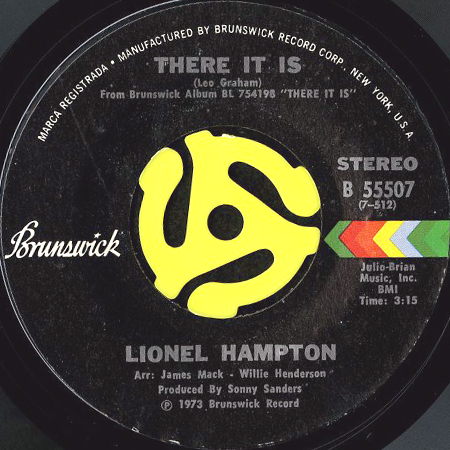 MARCA REGISTRADA • MANUFACTURED BY BRUNSWICK RECORD CORP., NEW YORK, U.S.A.
THERE IT IS
(Leo Graham)
From Brunswick Album BL 754198 "THERE IT IS"
STEREO
B 55507
(7-512)
Brunswick
Julio-Brian
Music, Inc.
BMI
Time: 3:15
LIONEL HAMPTON
Arr: James Mack - Willie Henderson
Produced By Sonny Sanders
℗ 1973 Brunswick Record